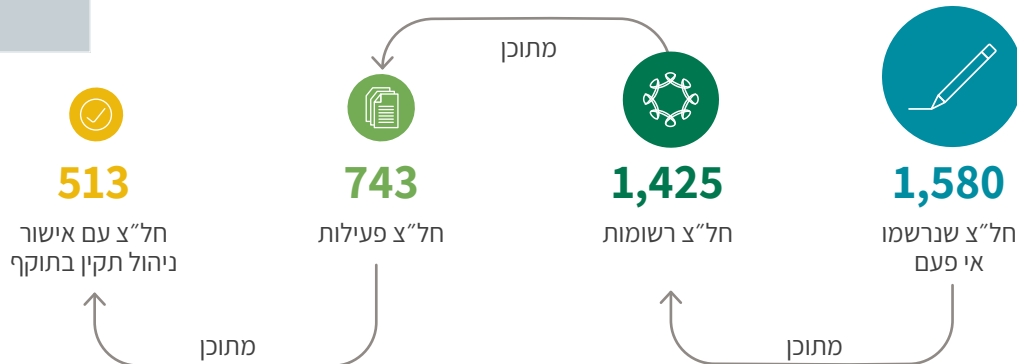 מתוכן
1,580
חל״צ שנרשמו
אי פעם
1,425
חל״צ רשומות
743
חל״צ פעילות
513
חל״צ עם אישור
ניהול תקין בתוקף
מתוכן
מתוכן